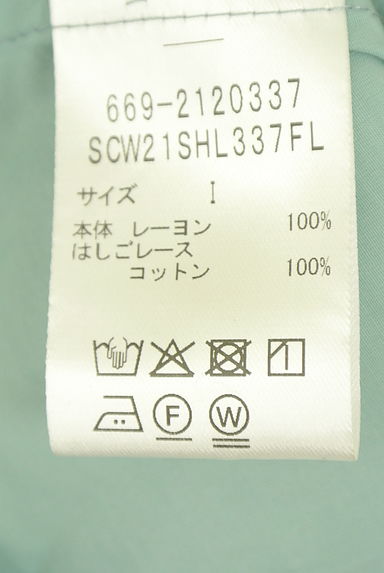 669-2120337
SCW21SHL337FL
サイズ I
本体 レーヨン 100%
はしごレース
コットン 100%
F W